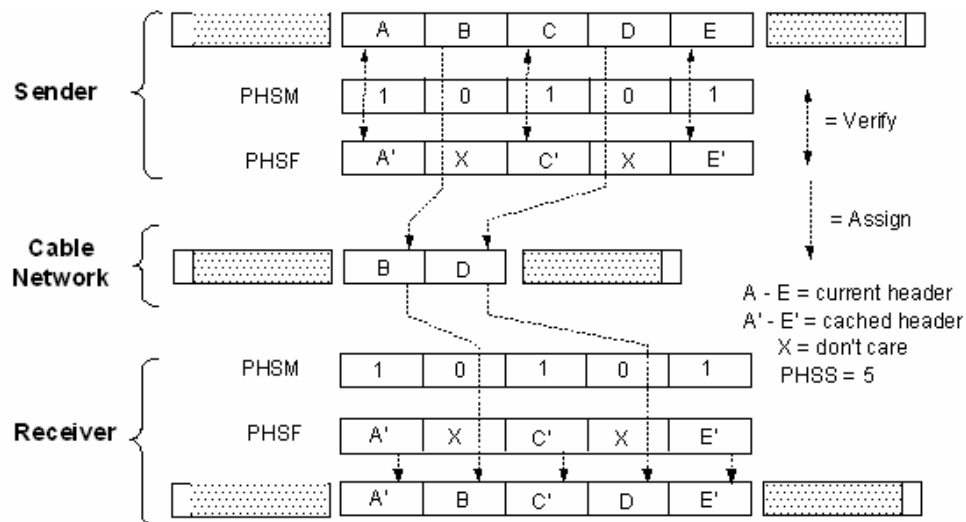 A B C D E
Sender
PHSM 1 0 1 0 1
= Verify
PHSF A' X C' X E'
= Assign
Cable
Network
B D
A - E = current header
A' - E' = cached header
X = don't care
PHSS = 5
PHSM 1 0 1 0 1
Receiver
PHSF A' X C' X E'
A' B C' D E'